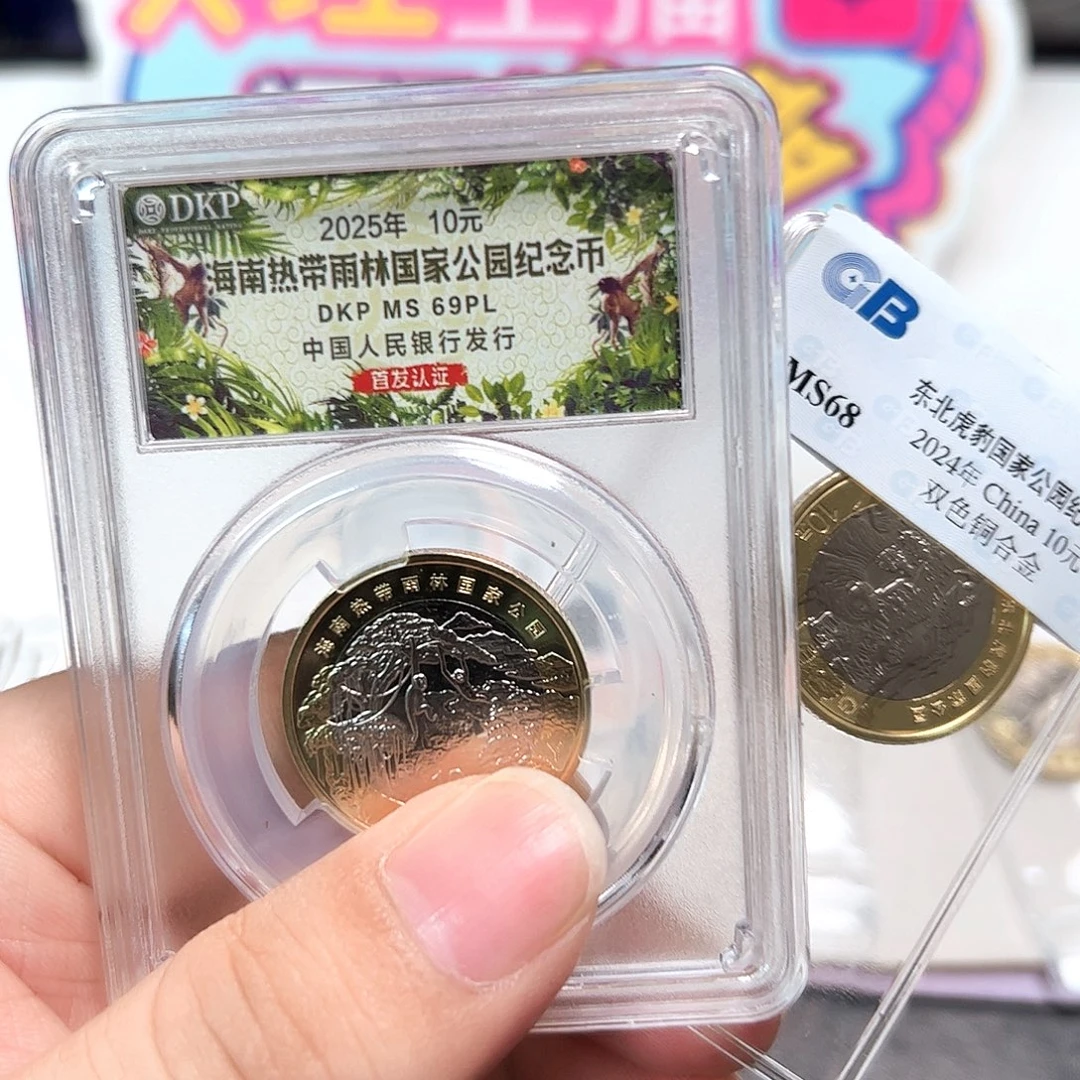 DKP
2025年 10元
海南热带雨林国家公园纪念币
DKP MS 69PL
中国人民银行发行
首发认证
海南热带雨林国家公园
GB
MS68
东北虎豹国家公园纪
2024年 China 10元
双色铜合金
10元